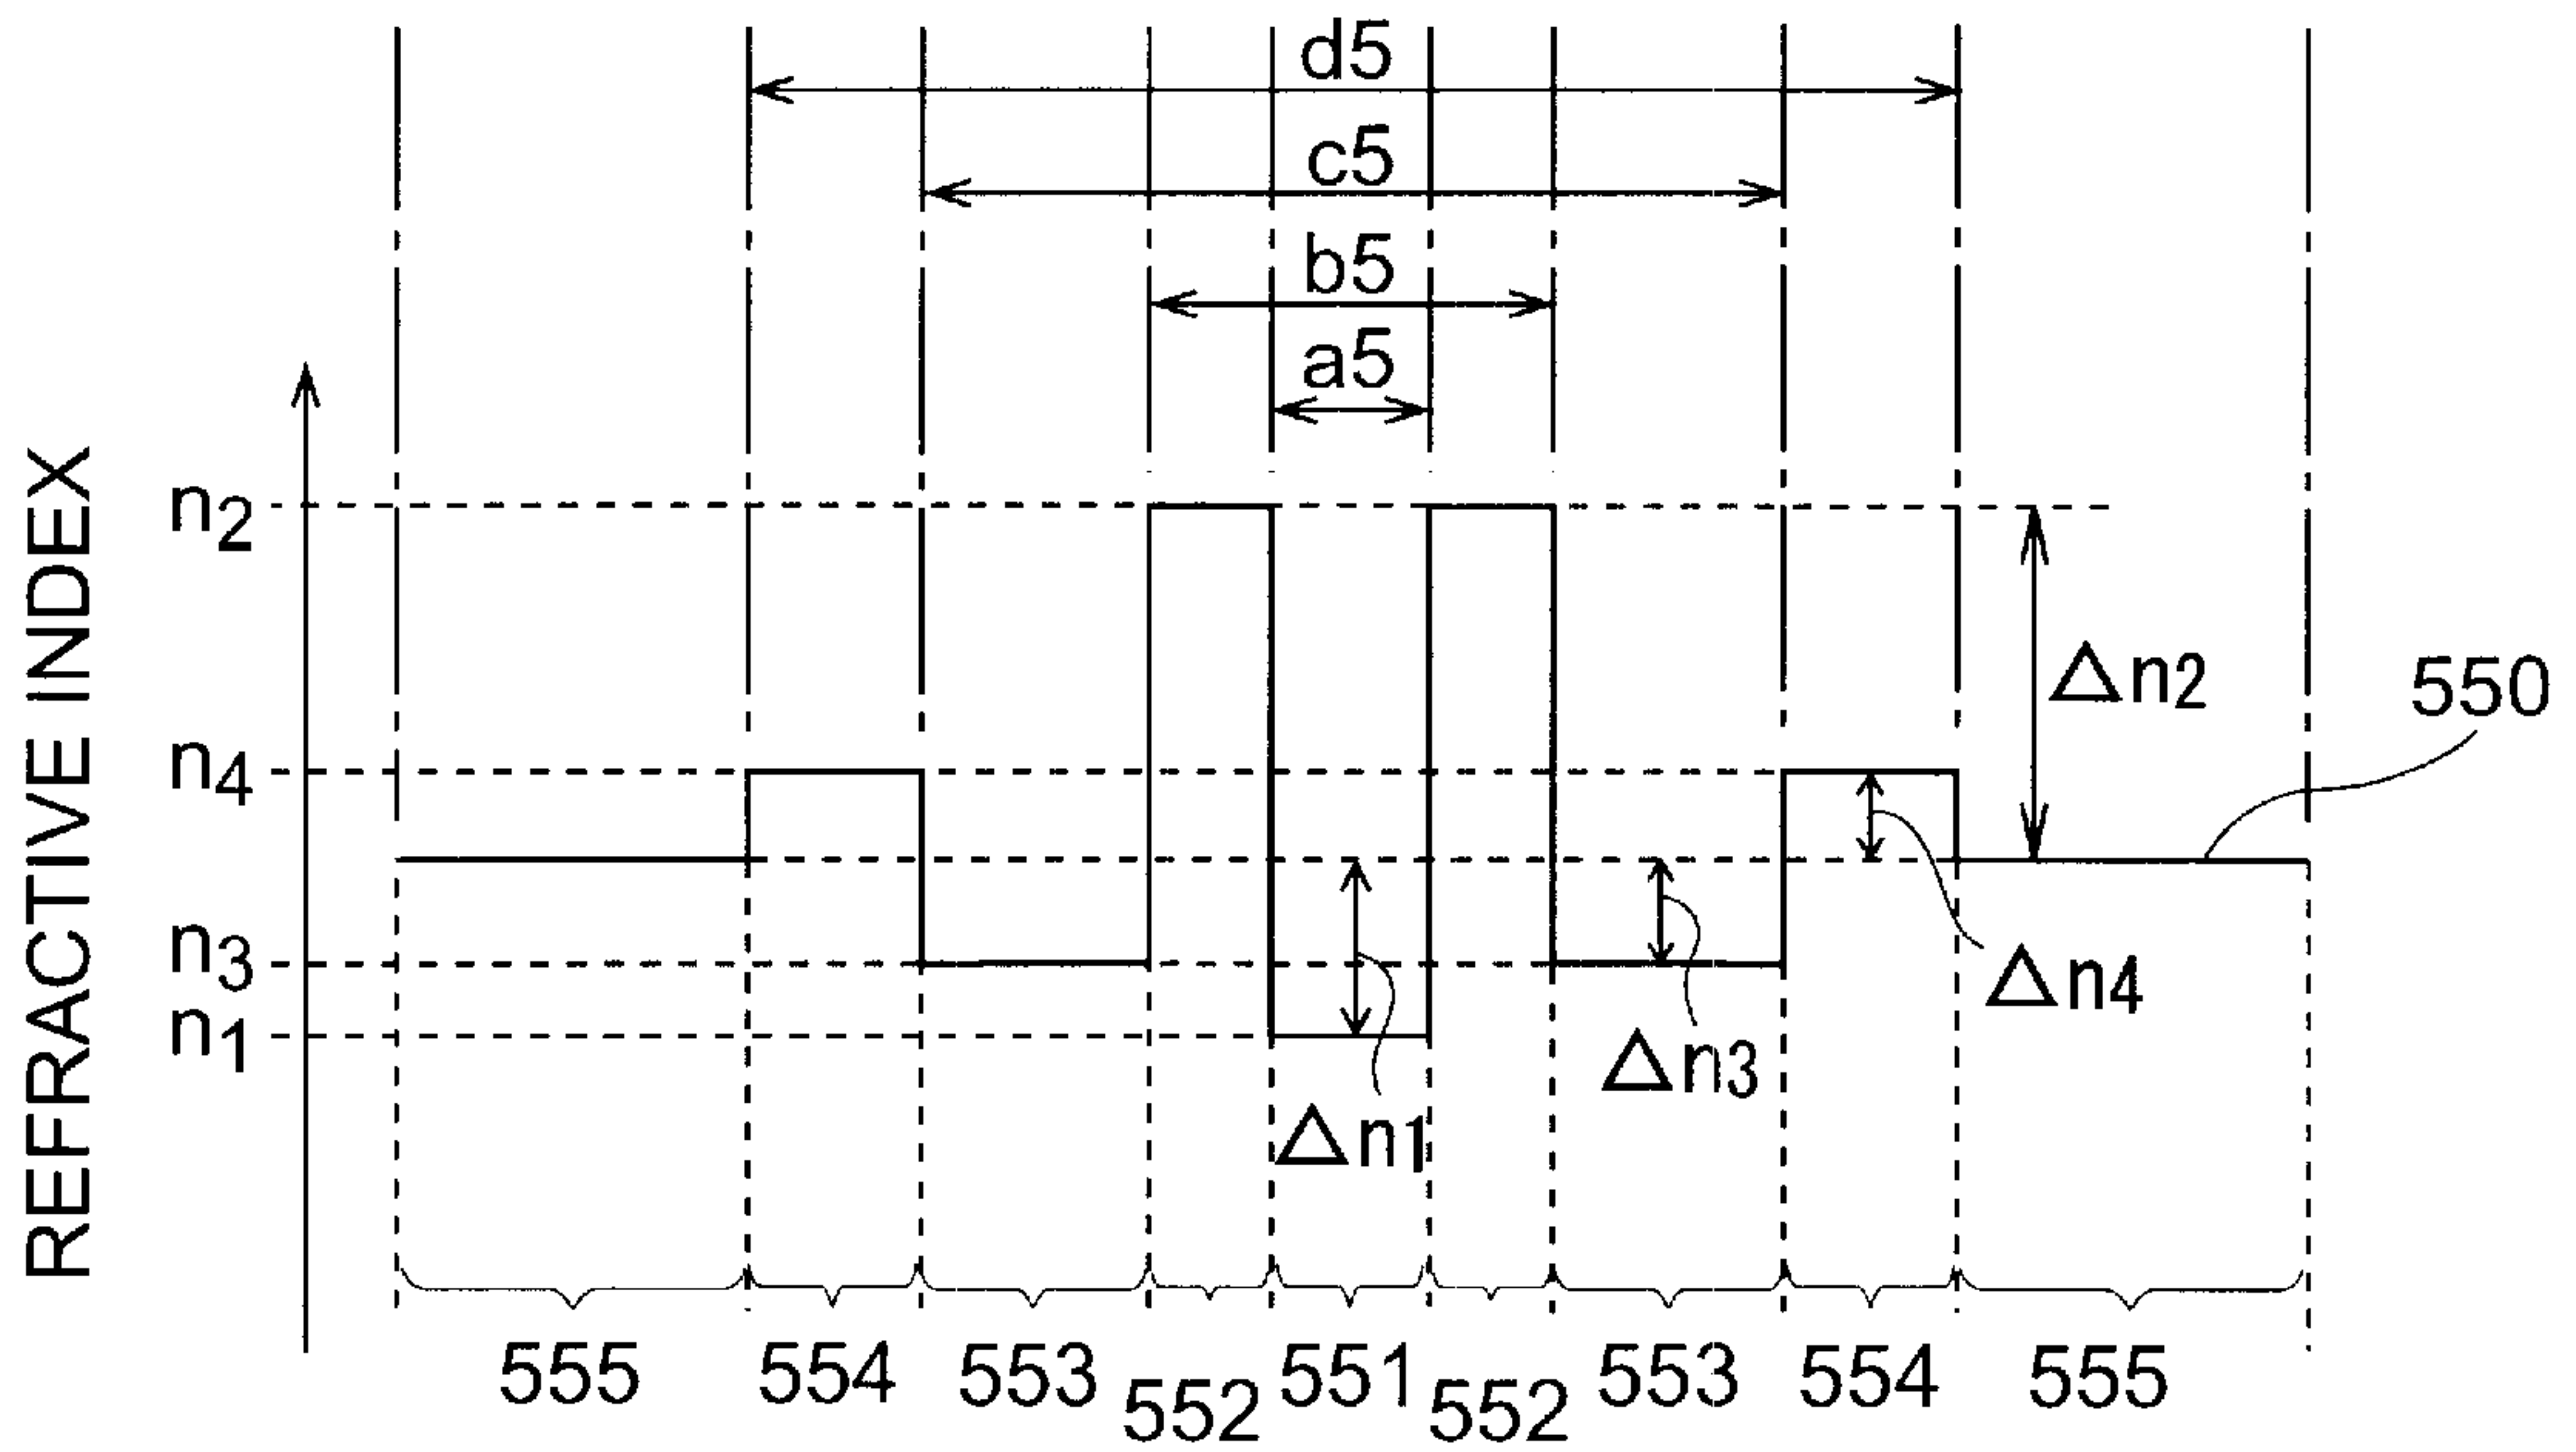 d5
c5
b5
a5
REFRACTIVE INDEX
n2
n4
n3
n1
Δn2
550
Δn4
Δn3
Δn1
555 554 553 552 551 552 553 554 555